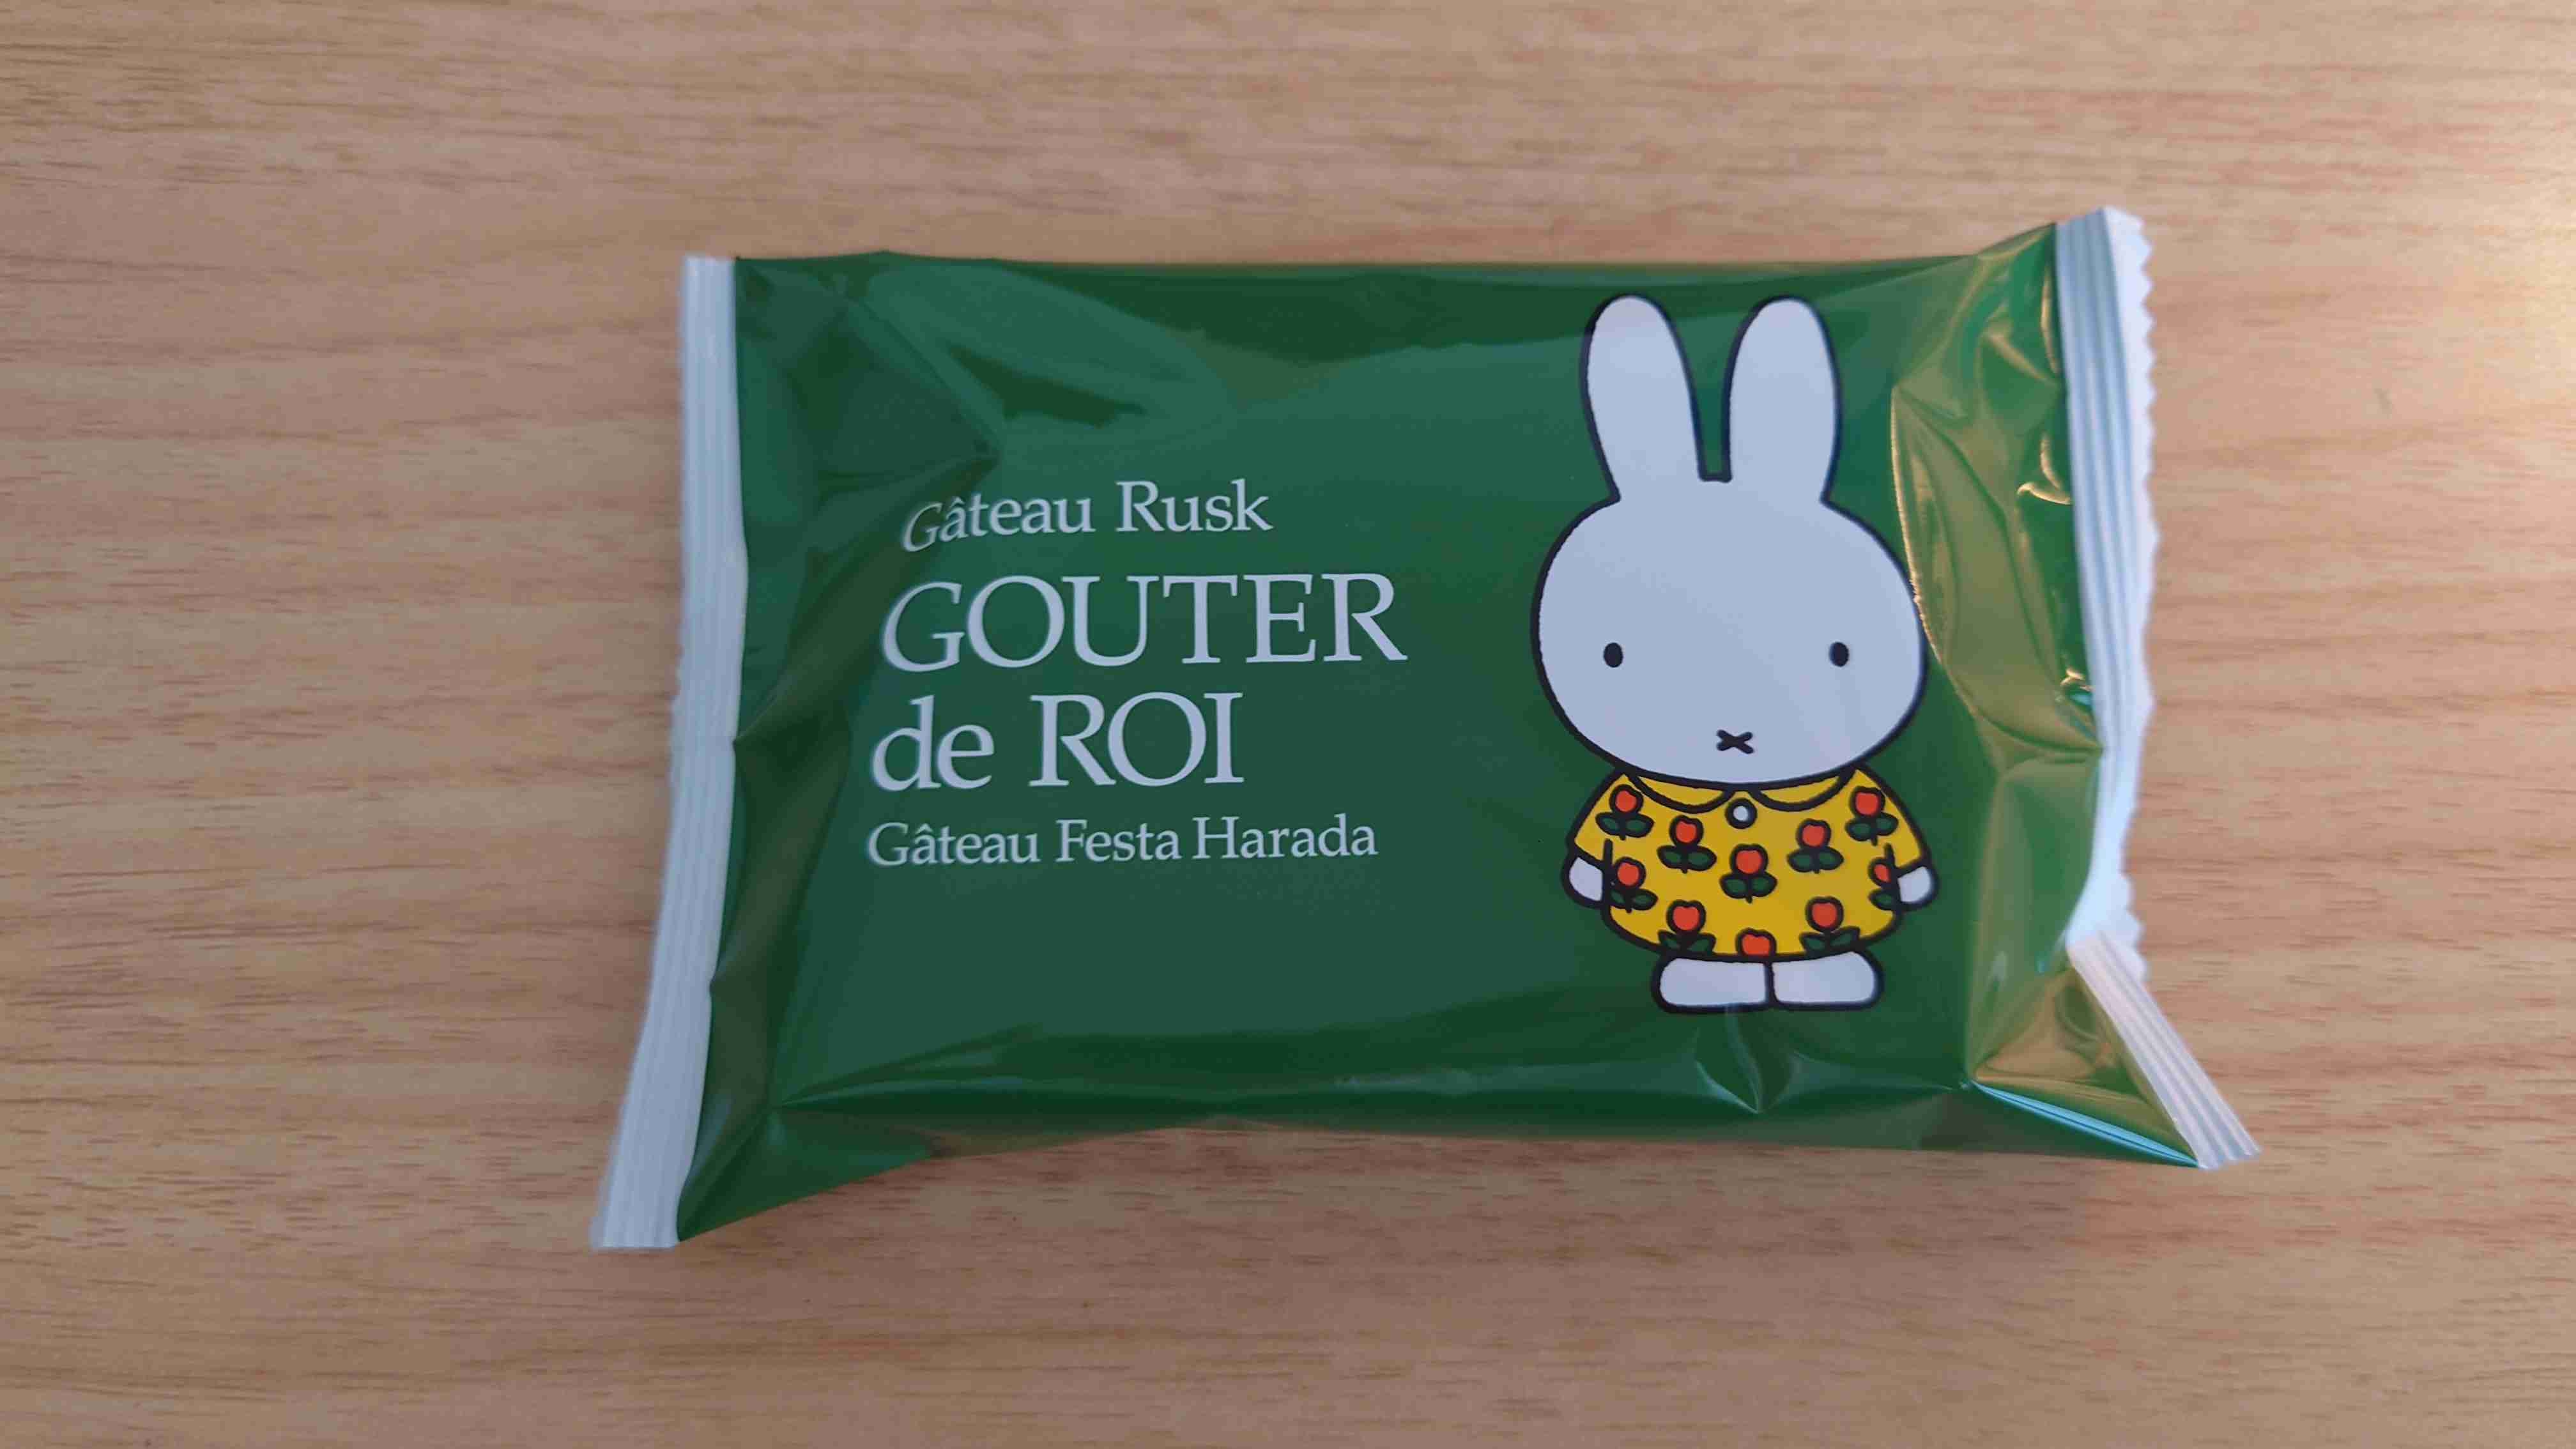 Gâteau Rusk
GOUTER
de ROI
Gâteau Festa Harada